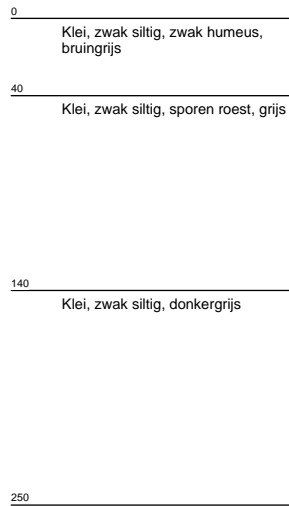 0
Klei, zwak siltig, zwak humeus,
bruingrijs
40
Klei, zwak siltig, sporen roest, grijs
140
Klei, zwak siltig, donkergrijs
250